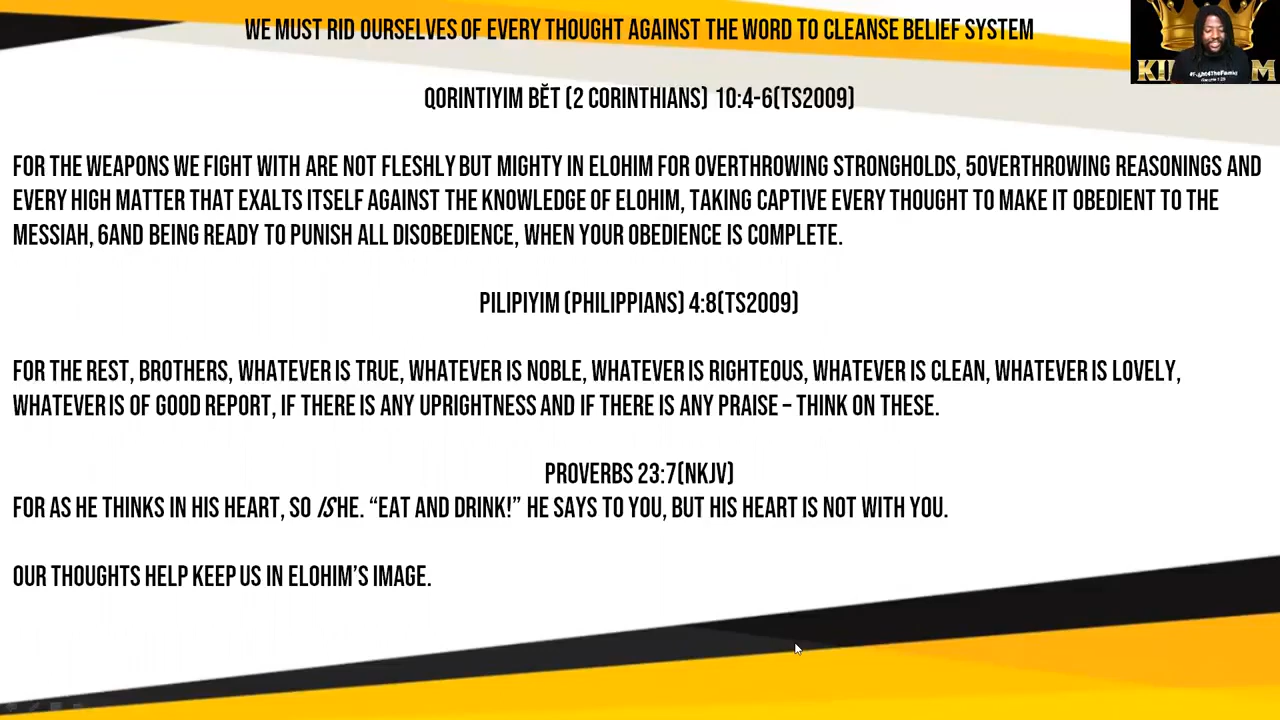 WE MUST RID OURSELVES OF EVERY THOUGHT AGAINST THE WORD TO CLEANSE BELIEF SYSTEM
QORINTIYIM BĔT (2 CORINTHIANS) 10:4-6(TS2009)
FOR THE WEAPONS WE FIGHT WITH ARE NOT FLESHLY BUT MIGHTY IN ELOHIM FOR OVERTHROWING STRONGHOLDS, 5OVERTHROWING REASONINGS AND
EVERY HIGH MATTER THAT EXALTS ITSELF AGAINST THE KNOWLEDGE OF ELOHIM, TAKING CAPTIVE EVERY THOUGHT TO MAKE IT OBEDIENT TO THE
MESSIAH, 6AND BEING READY TO PUNISH ALL DISOBEDIENCE, WHEN YOUR OBEDIENCE IS COMPLETE.
PILIPIYIM (PHILIPPIANS) 4:8(TS2009)
FOR THE REST, BROTHERS, WHATEVER IS TRUE, WHATEVER IS NOBLE, WHATEVER IS RIGHTEOUS, WHATEVER IS CLEAN, WHATEVER IS LOVELY,
WHATEVER IS OF GOOD REPORT, IF THERE IS ANY UPRIGHTNESS AND IF THERE IS ANY PRAISE – THINK ON THESE.
PROVERBS 23:7(NKJV)
FOR AS HE THINKS IN HIS HEART, SO IS HE. “EAT AND DRINK!” HE SAYS TO YOU, BUT HIS HEART IS NOT WITH YOU.
OUR THOUGHTS HELP KEEP US IN ELOHIM’S IMAGE.